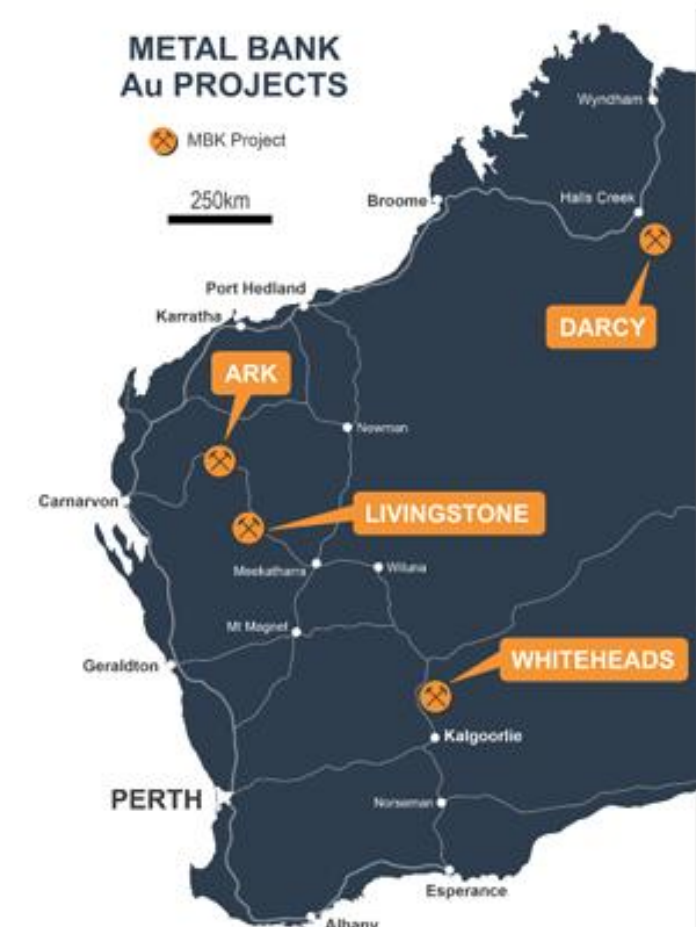 METAL BANK
Au PROJECTS
MBK Project
250km
Wyndham
Halls Creek
Broome
DARCY
Port Hedland
Karratha
ARK
Newman
Carnarvon
LIVINGSTONE
Meekatharra
Wiluna
Mt Magnet
WHITEHEADS
Geraldton
Kalgoorlie
PERTH
Norseman
Esperance
Albany